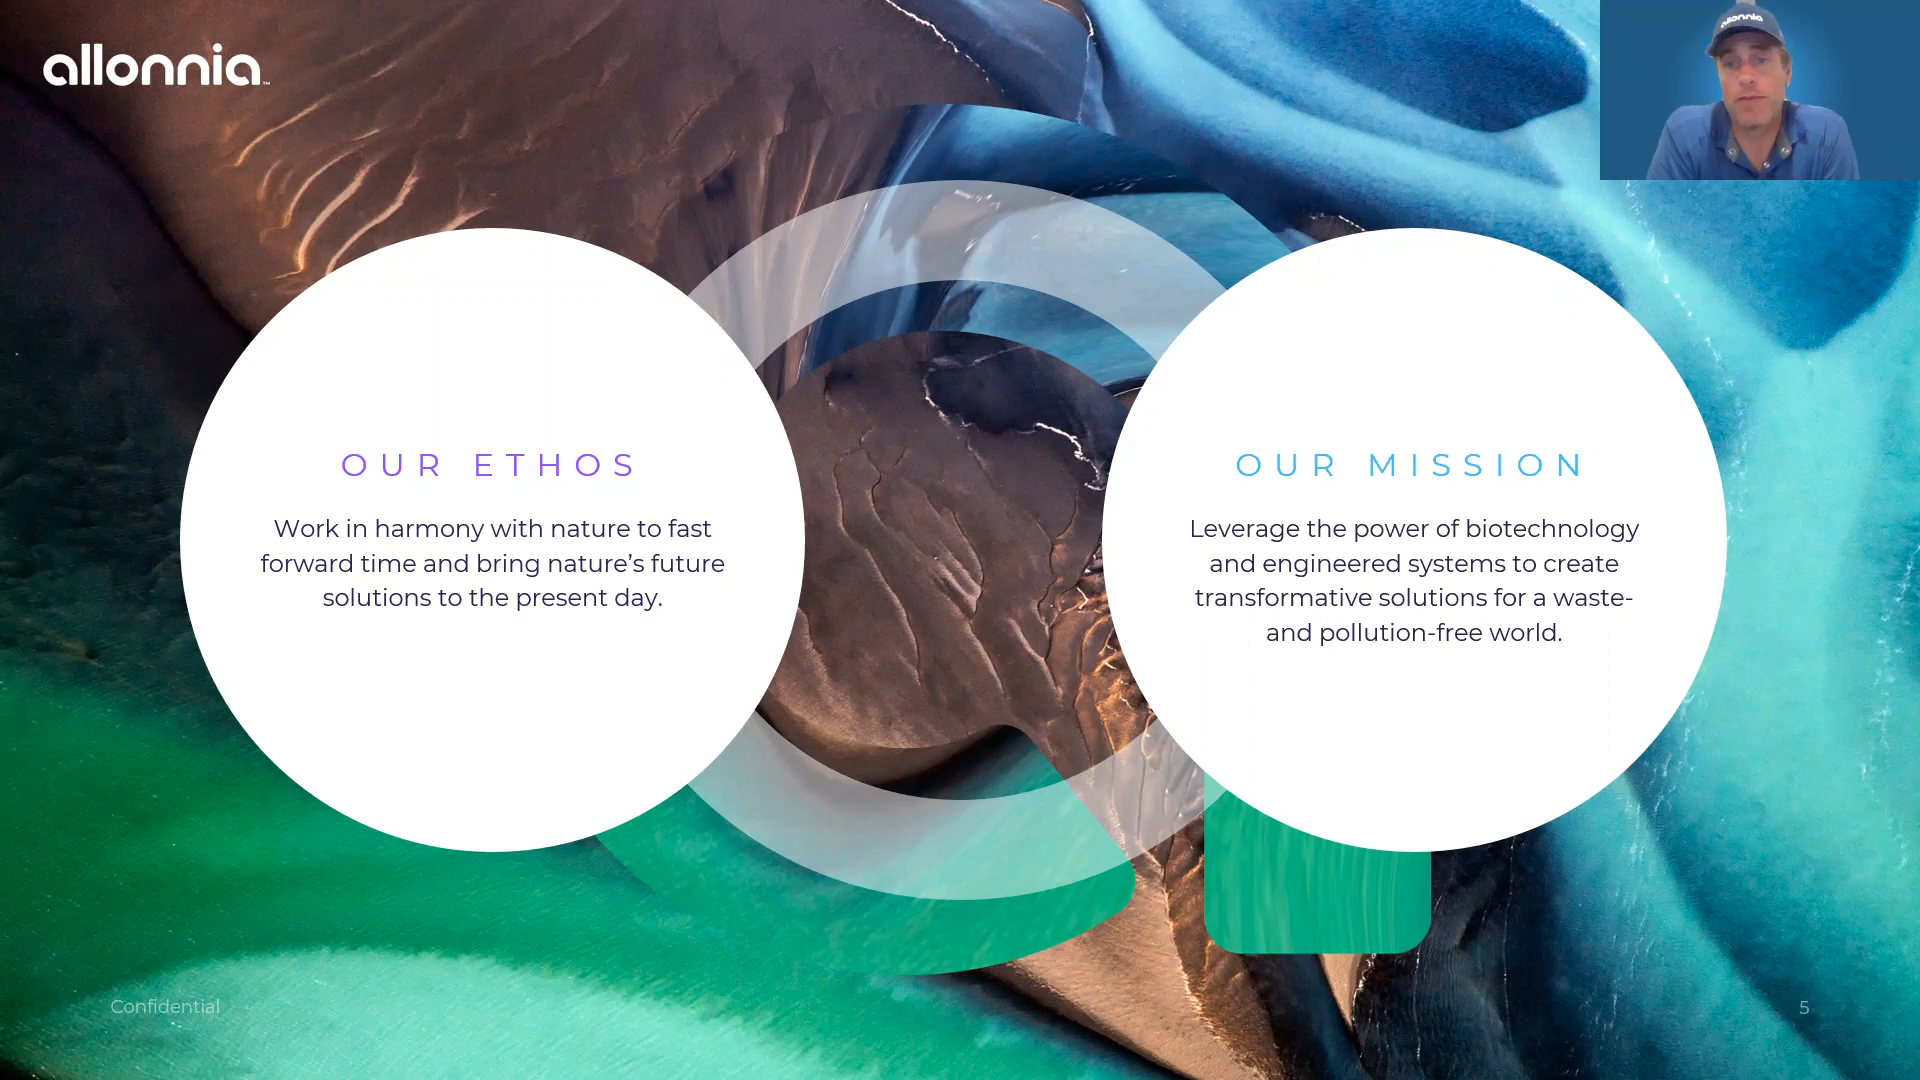 allonnia™
allonnia
OUR ETHOS
Work in harmony with nature to fast
forward time and bring nature’s future
solutions to the present day.
OUR MISSION
Leverage the power of biotechnology
and engineered systems to create
transformative solutions for a waste-
and pollution-free world.
Confidential
5